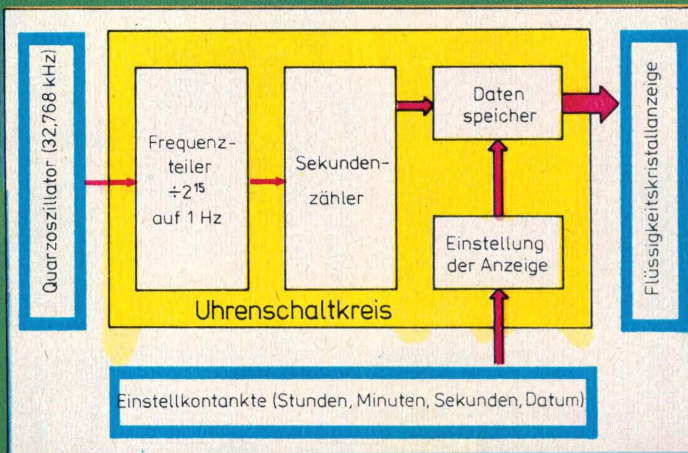 Quarzoszillator (32,768 kHz)
Frequenz-
teiler
÷2¹⁵
auf 1 Hz
Sekunden-
zähler
Daten
speicher
Einstellung
der Anzeige
Uhrenschaltkreis
Flüssigkeitskristallanzeige
Einstellkontankte (Stunden, Minuten, Sekunden, Datum)